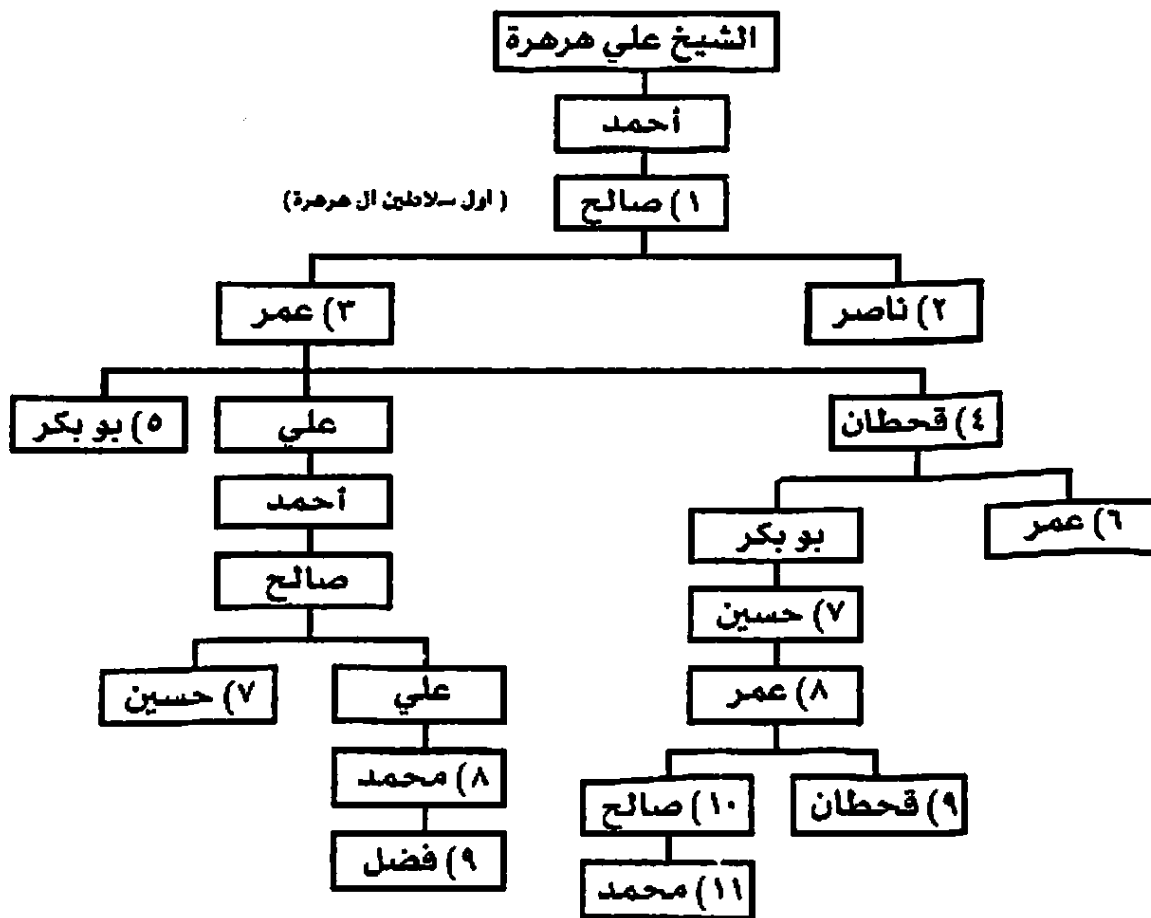 الشيخ علي هرهرة
أحمد
١) صالح
( اول سلاطين ال هرهرة)
٢) ناصر
٣) عمر
٤) قحطان
علي
٥) بو بكر
٦) عمر
بو بكر
أحمد
٧) حسين
صالح
٨) عمر
علي
٧) حسين
٩) قحطان
١٠) صالح
٨) محمد
١١) محمد
٩) فضل